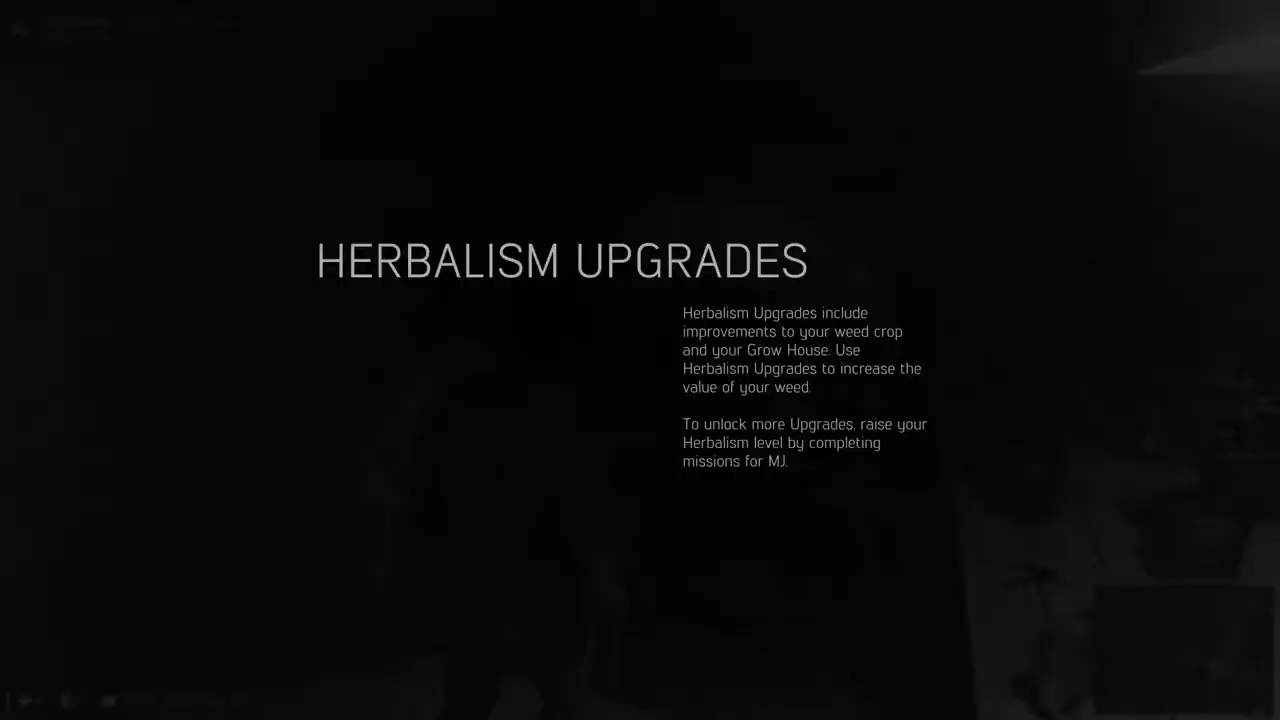 HERBALISM UPGRADES
Herbalism Upgrades include
improvements to your weed crop
and your Grow House. Use
Herbalism Upgrades to increase the
value of your weed.
To unlock more Upgrades, raise your
Herbalism level by completing
missions for MJ.